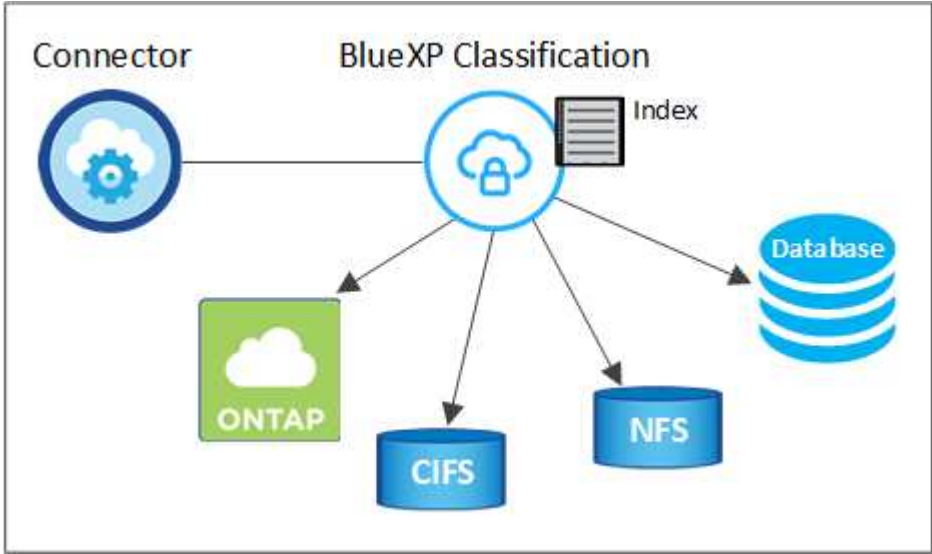 Connector
BlueXP Classification
Index
Database
ONTAP
NFS
CIFS